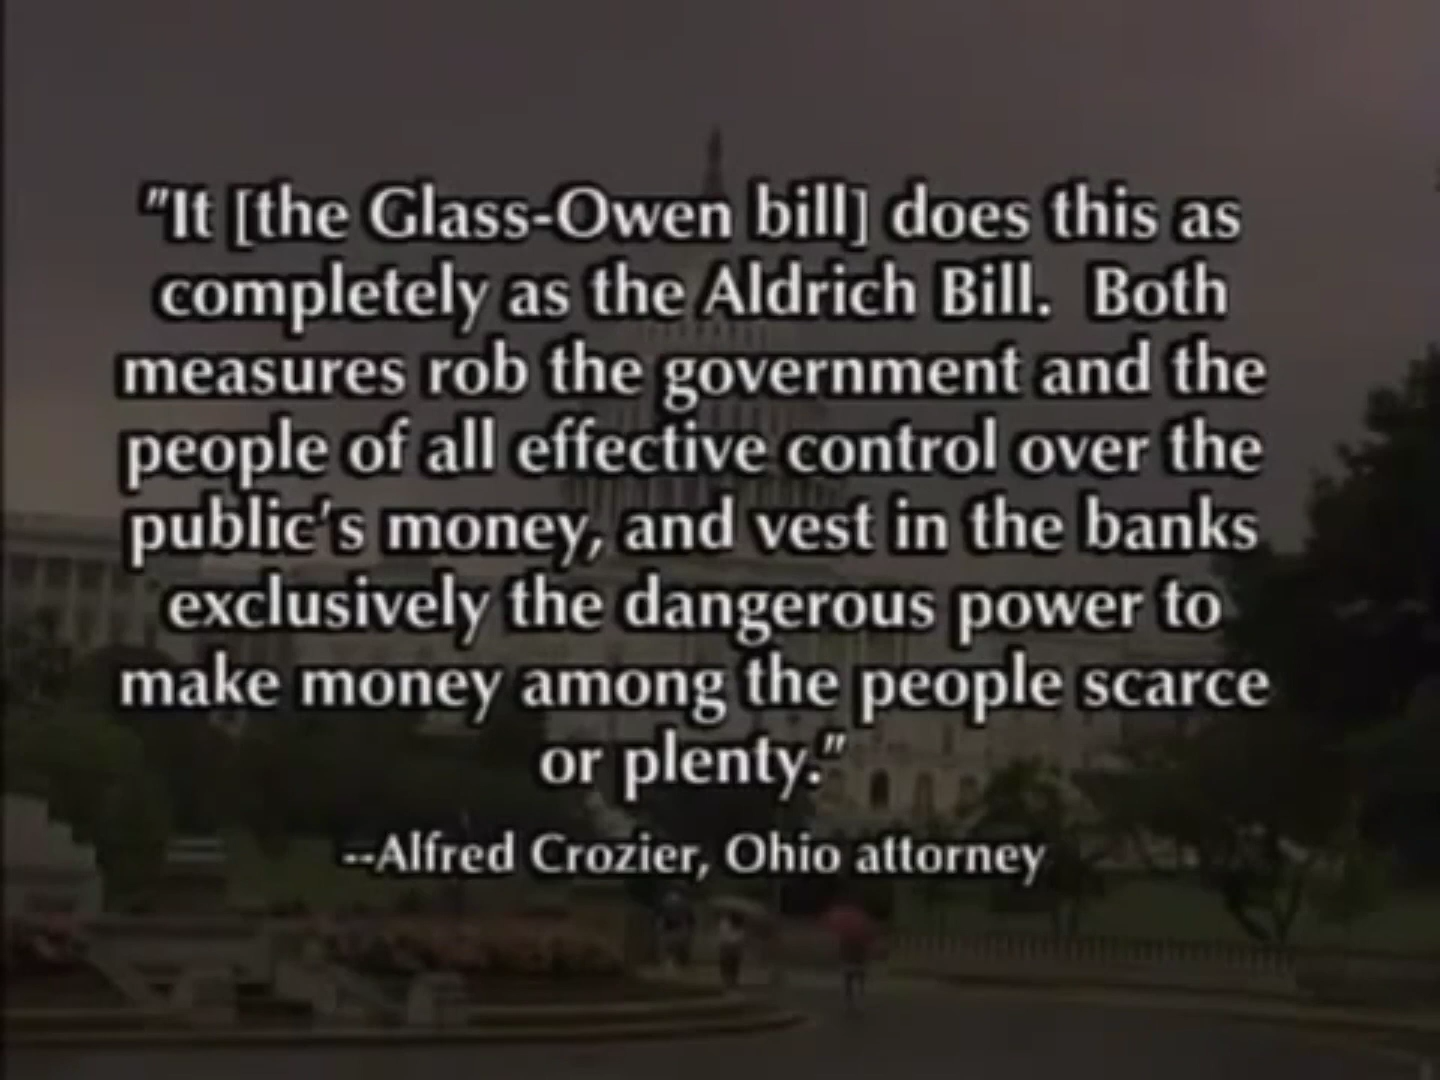 "It [the Glass-Owen bill] does this as
completely as the Aldrich Bill.  Both
measures rob the government and the
people of all effective control over the
public's money, and vest in the banks
exclusively the dangerous power to
make money among the people scarce
or plenty."
--Alfred Crozier, Ohio attorney